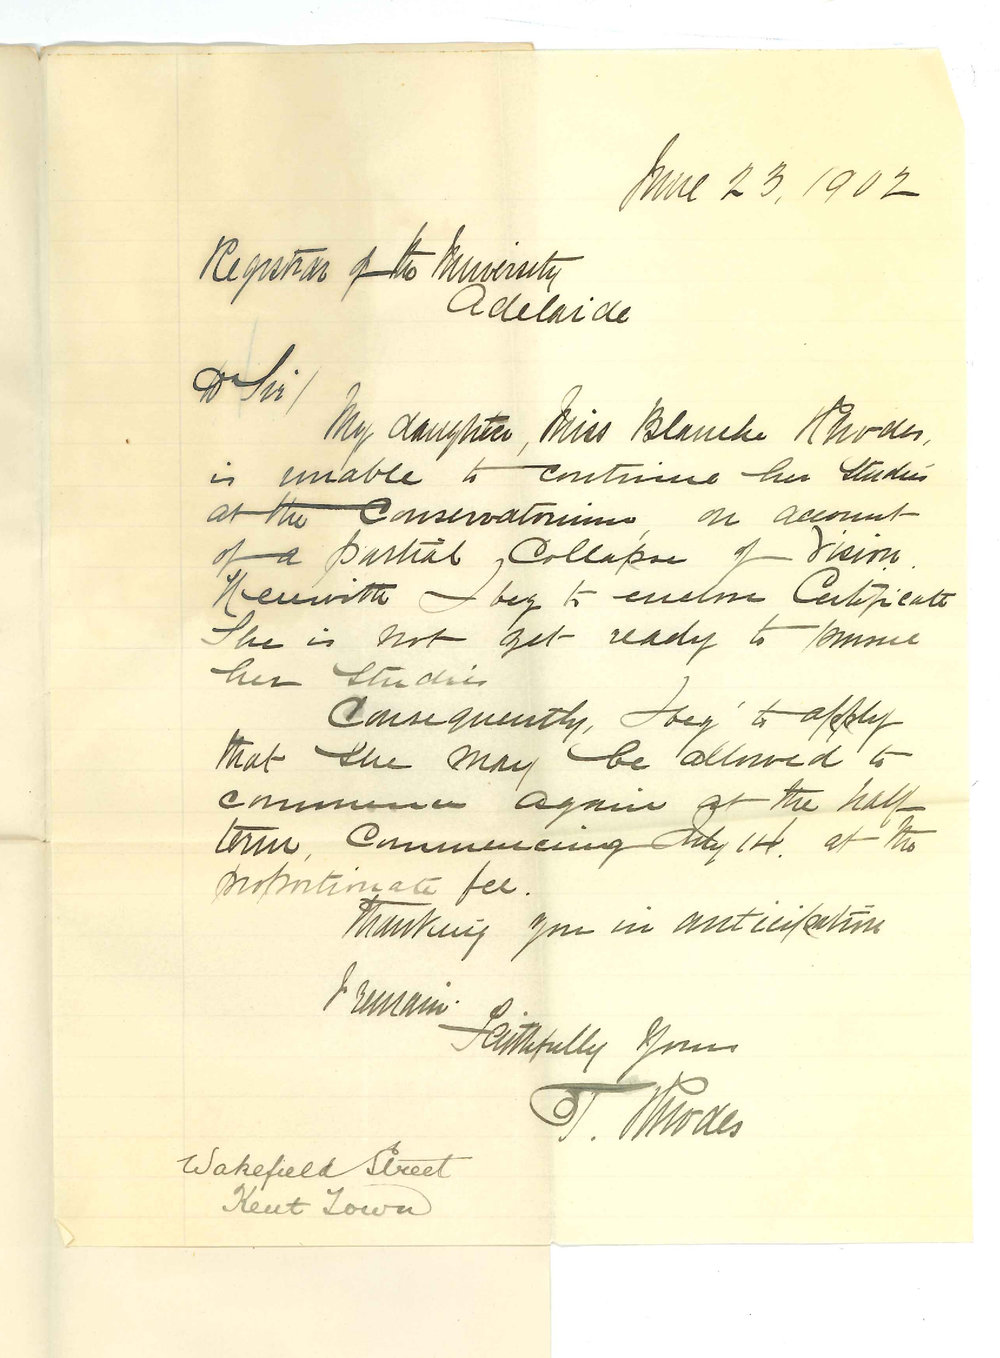 June 23, 1902
Registrar of the University
Adelaide
Dr Sir/
My daughter, Miss Blanche Rhodes,
is unable to continue her studies
at the Conservatorium, on account
of a partial Collapse of Vision.
Herewith I beg to enclose Certificate
She is not yet ready to resume
her studies
Consequently, I beg to apply
that she may be allowed to
commence again at the half
term, Commencing July 14. at the
proportionate fee.
Thanking you in anticipation
I remain.
Faithfully Yours
T. Rhodes
Wakefield Street
Kent Town